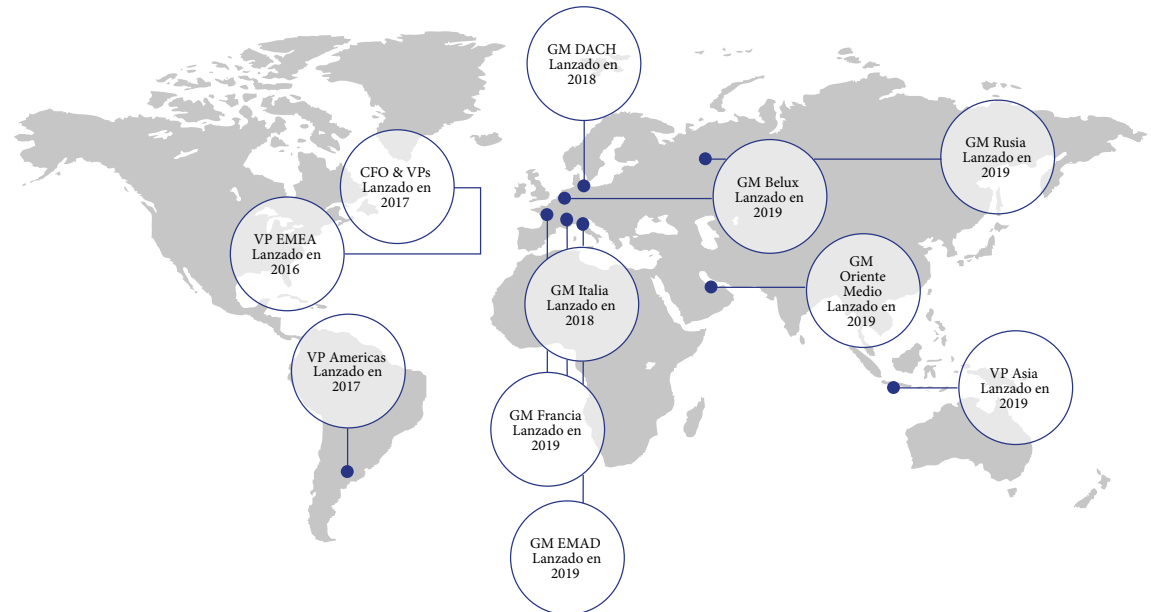 GM DACH
Lanzado en
2018
CFO & VPs
Lanzado en
2017
GM Rusia
Lanzado en
2019
GM Belux
Lanzado en
2019
VP EMEA
Lanzado en
2016
GM
Oriente
Medio
Lanzado en
2019
GM Italia
Lanzado en
2018
VP Americas
Lanzado en
2017
VP Asia
Lanzado en
2019
GM Francia
Lanzado en
2019
GM EMAD
Lanzado en
2019